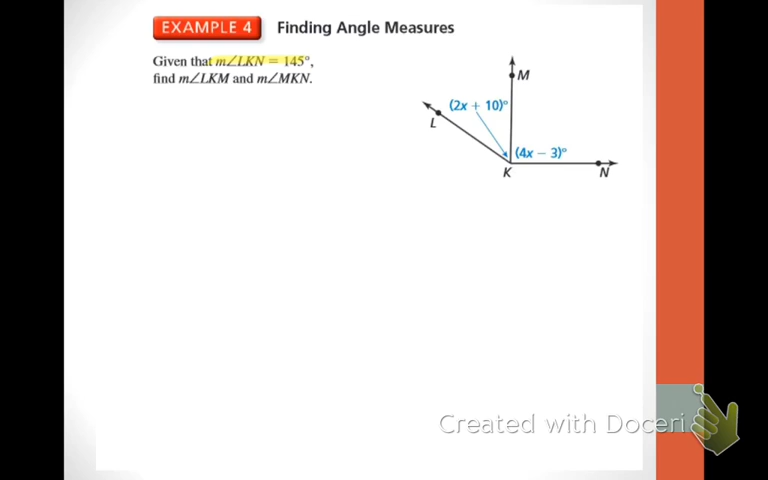 EXAMPLE 4 Finding Angle Measures
Given that m∠LKN = 145°,
find m∠LKM and m∠MKN.
M
(2x + 10)°
L
(4x − 3)°
K
N
Created with Doceri